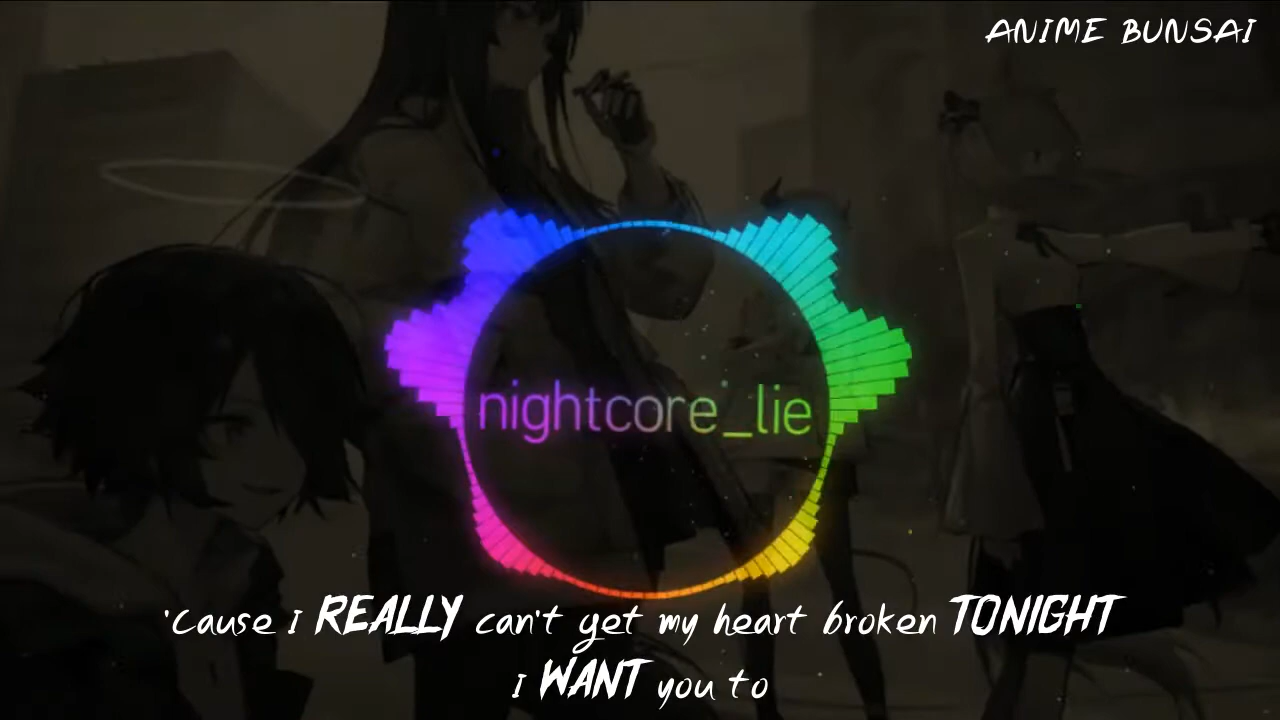 ANIME BUNSAI
nightcore_lie
'Cause I REALLY can't get my heart broken TONIGHT
I WANT you to